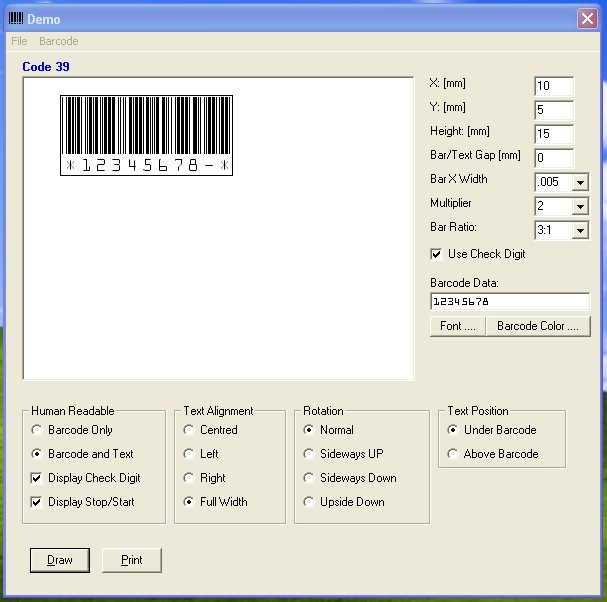 Demo
File Barcode
Code 39
*12345678-*
X: [mm] 10
Y: [mm] 5
Height: [mm] 15
Bar/Text Gap [mm] 0
Bar X Width .005
Multiplier 2
Bar Ratio: 3:1
Use Check Digit
Barcode Data:
12345678
Font .... Barcode Color ....
Human Readable
Barcode Only
Barcode and Text
Display Check Digit
Display Stop/Start
Text Alignment
Centred
Left
Right
Full Width
Rotation
Normal
Sideways UP
Sideways Down
Upside Down
Text Position
Under Barcode
Above Barcode
Draw Print